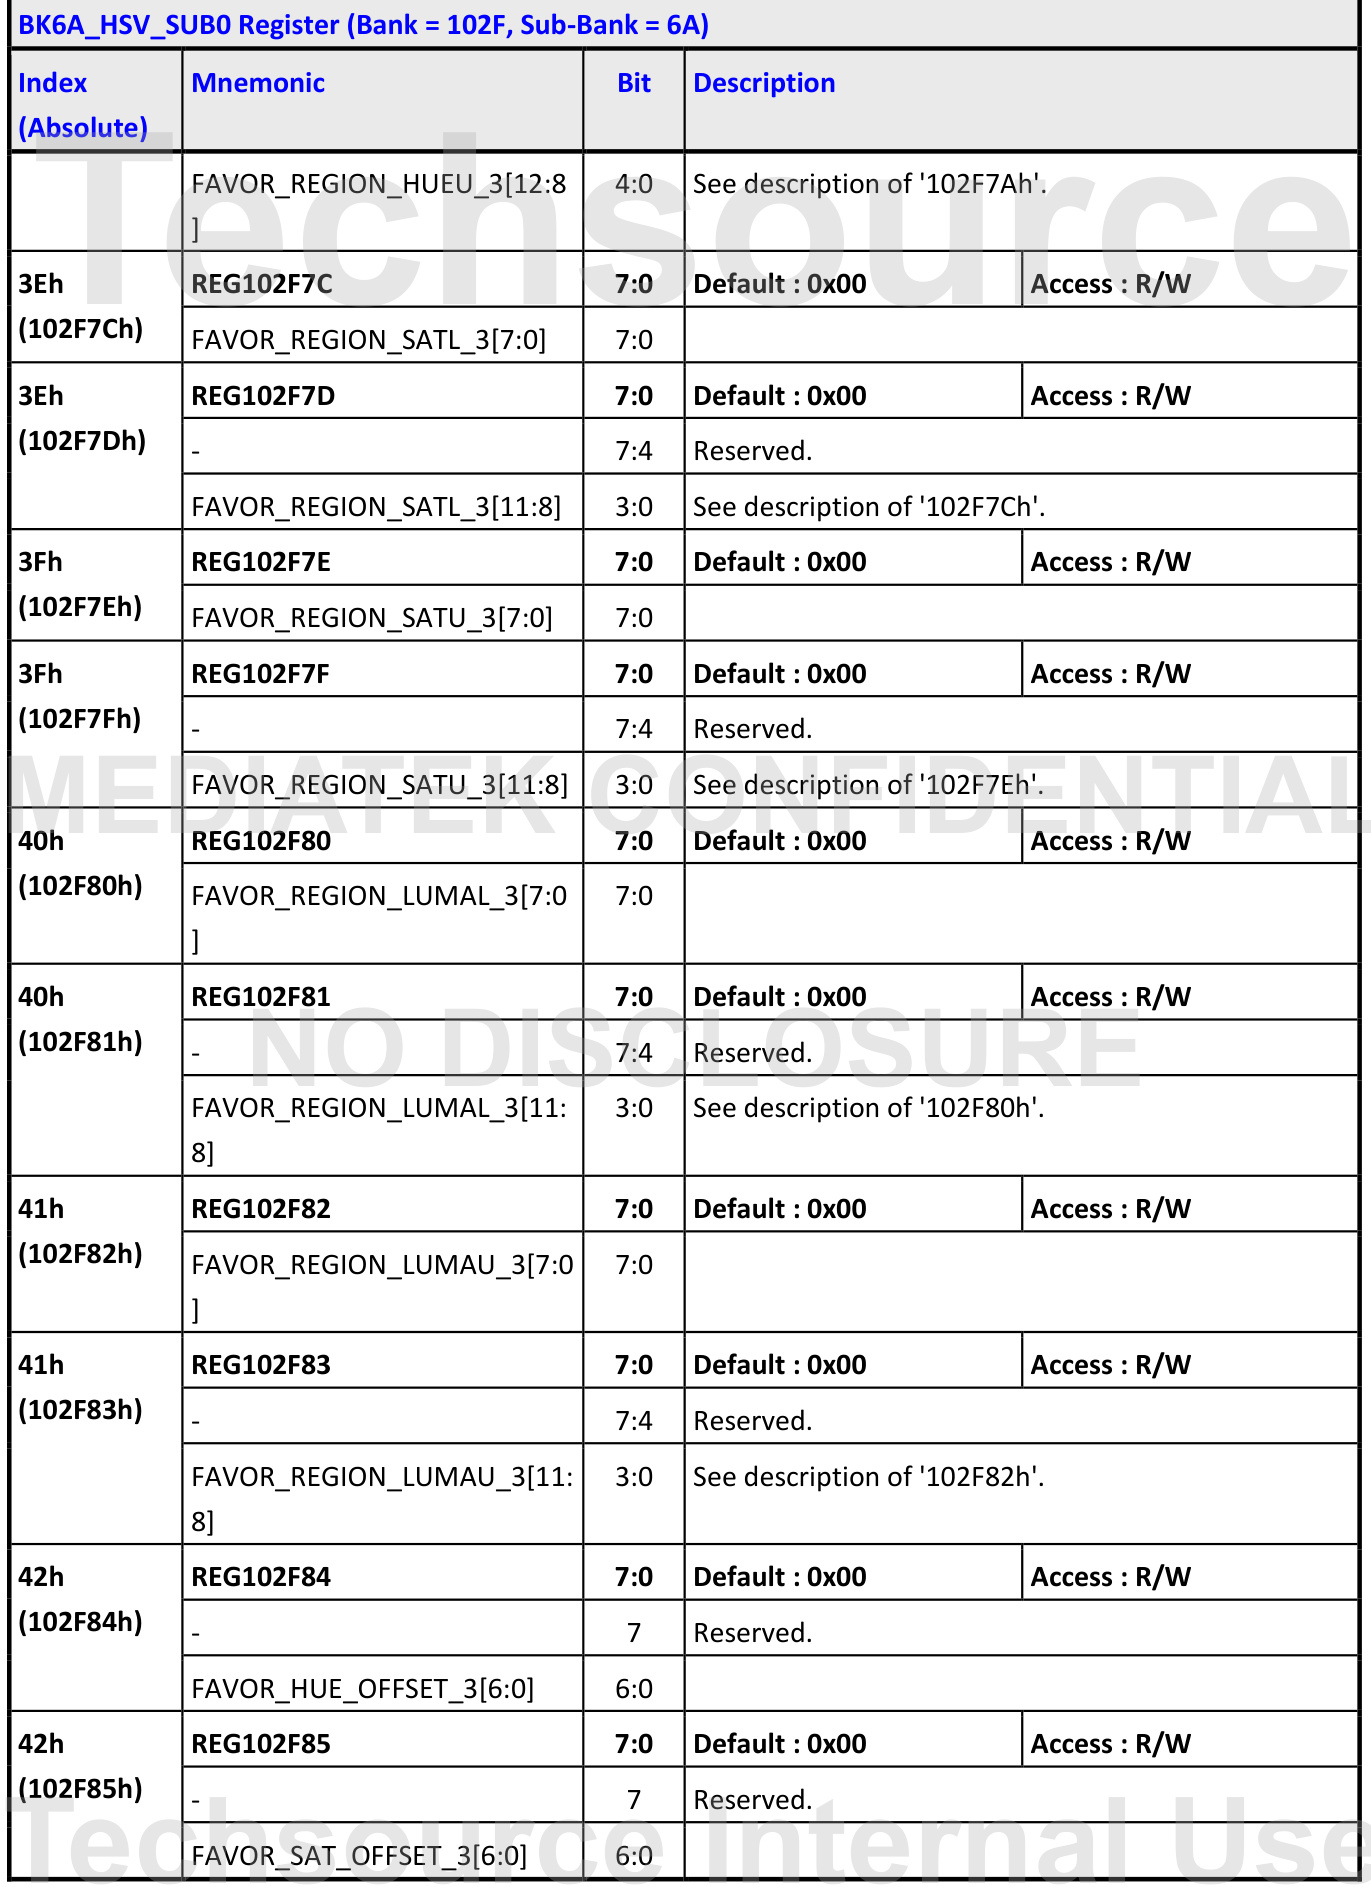 BK6A_HSV_SUB0 Register (Bank = 102F, Sub-Bank = 6A)
Index (Absolute) Mnemonic Bit Description
FAVOR_REGION_HUEU_3[12:8 4:0 See description of '102F7Ah'.
]
3Eh REG102F7C 7:0 Default : 0x00 Access : R/W
(102F7Ch) FAVOR_REGION_SATL_3[7:0] 7:0
3Eh REG102F7D 7:0 Default : 0x00 Access : R/W
(102F7Dh) - 7:4 Reserved.
FAVOR_REGION_SATL_3[11:8] 3:0 See description of '102F7Ch'.
3Fh REG102F7E 7:0 Default : 0x00 Access : R/W
(102F7Eh) FAVOR_REGION_SATU_3[7:0] 7:0
3Fh REG102F7F 7:0 Default : 0x00 Access : R/W
(102F7Fh) - 7:4 Reserved.
FAVOR_REGION_SATU_3[11:8] 3:0 See description of '102F7Eh'.
40h REG102F80 7:0 Default : 0x00 Access : R/W
(102F80h) FAVOR_REGION_LUMAL_3[7:0 7:0
]
40h REG102F81 7:0 Default : 0x00 Access : R/W
(102F81h) - 7:4 Reserved.
FAVOR_REGION_LUMAL_3[11: 3:0 See description of '102F80h'.
8]
41h REG102F82 7:0 Default : 0x00 Access : R/W
(102F82h) FAVOR_REGION_LUMAU_3[7:0 7:0
]
41h REG102F83 7:0 Default : 0x00 Access : R/W
(102F83h) - 7:4 Reserved.
FAVOR_REGION_LUMAU_3[11: 3:0 See description of '102F82h'.
8]
42h REG102F84 7:0 Default : 0x00 Access : R/W
(102F84h) - 7 Reserved.
FAVOR_HUE_OFFSET_3[6:0] 6:0
42h REG102F85 7:0 Default : 0x00 Access : R/W
(102F85h) - 7 Reserved.
FAVOR_SAT_OFFSET_3[6:0] 6:0
Techsource
MEDIATEK CONFIDENTIAL
NO DISCLOSURE
Techsource Internal Use